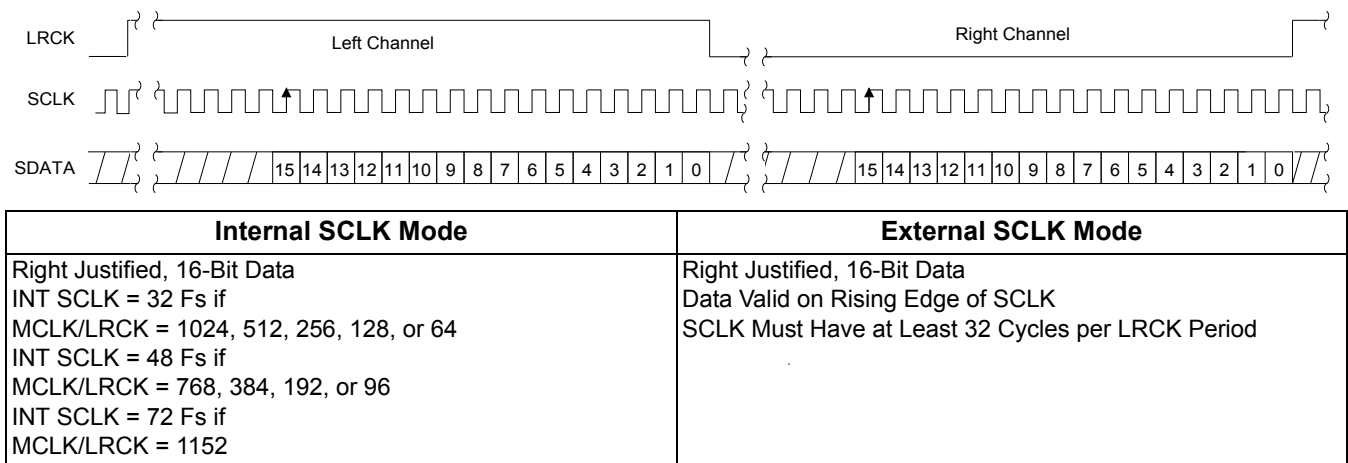 LRCK Left Channel Right Channel
SCLK
SDATA 15 14 13 12 11 10 9 8 7 6 5 4 3 2 1 0 15 14 13 12 11 10 9 8 7 6 5 4 3 2 1 0
Internal SCLK Mode
Right Justified, 16-Bit Data
INT SCLK = 32 Fs if
MCLK/LRCK = 1024, 512, 256, 128, or 64
INT SCLK = 48 Fs if
MCLK/LRCK = 768, 384, 192, or 96
INT SCLK = 72 Fs if
MCLK/LRCK = 1152
External SCLK Mode
Right Justified, 16-Bit Data
Data Valid on Rising Edge of SCLK
SCLK Must Have at Least 32 Cycles per LRCK Period